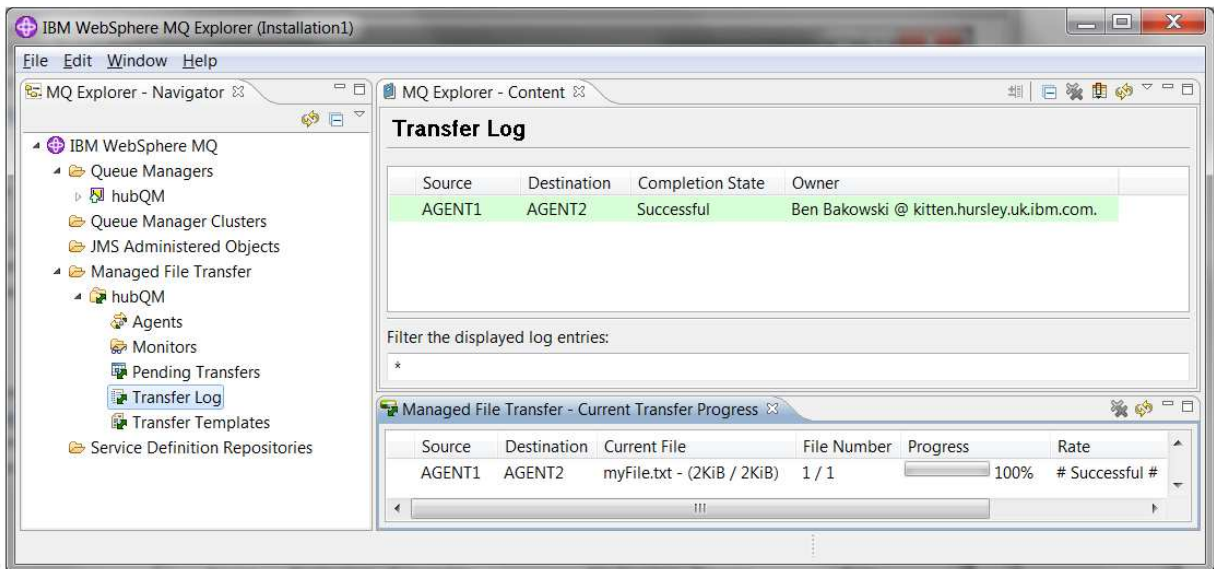 IBM WebSphere MQ Explorer (Installation1)
File Edit Window Help
MQ Explorer - Navigator
IBM WebSphere MQ
Queue Managers
hubQM
Queue Manager Clusters
JMS Administered Objects
Managed File Transfer
hubQM
Agents
Monitors
Pending Transfers
Transfer Log
Transfer Templates
Service Definition Repositories
MQ Explorer - Content
Transfer Log
Source Destination Completion State Owner
AGENT1 AGENT2 Successful Ben Bakowski @ kitten.hursley.uk.ibm.com.
Filter the displayed log entries:
*
Managed File Transfer - Current Transfer Progress
Source Destination Current File File Number Progress Rate
AGENT1 AGENT2 myFile.txt - (2KiB / 2KiB) 1 / 1 100% # Successful #